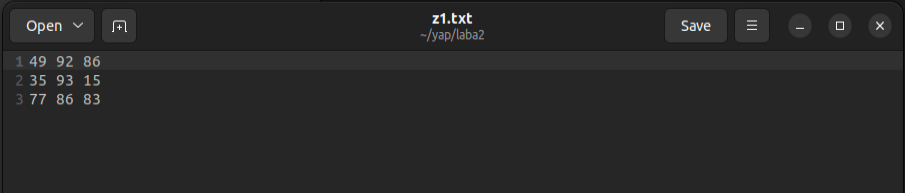 Open
z1.txt
~/yap/laba2
Save
1 49 92 86
2 35 93 15
3 77 86 83